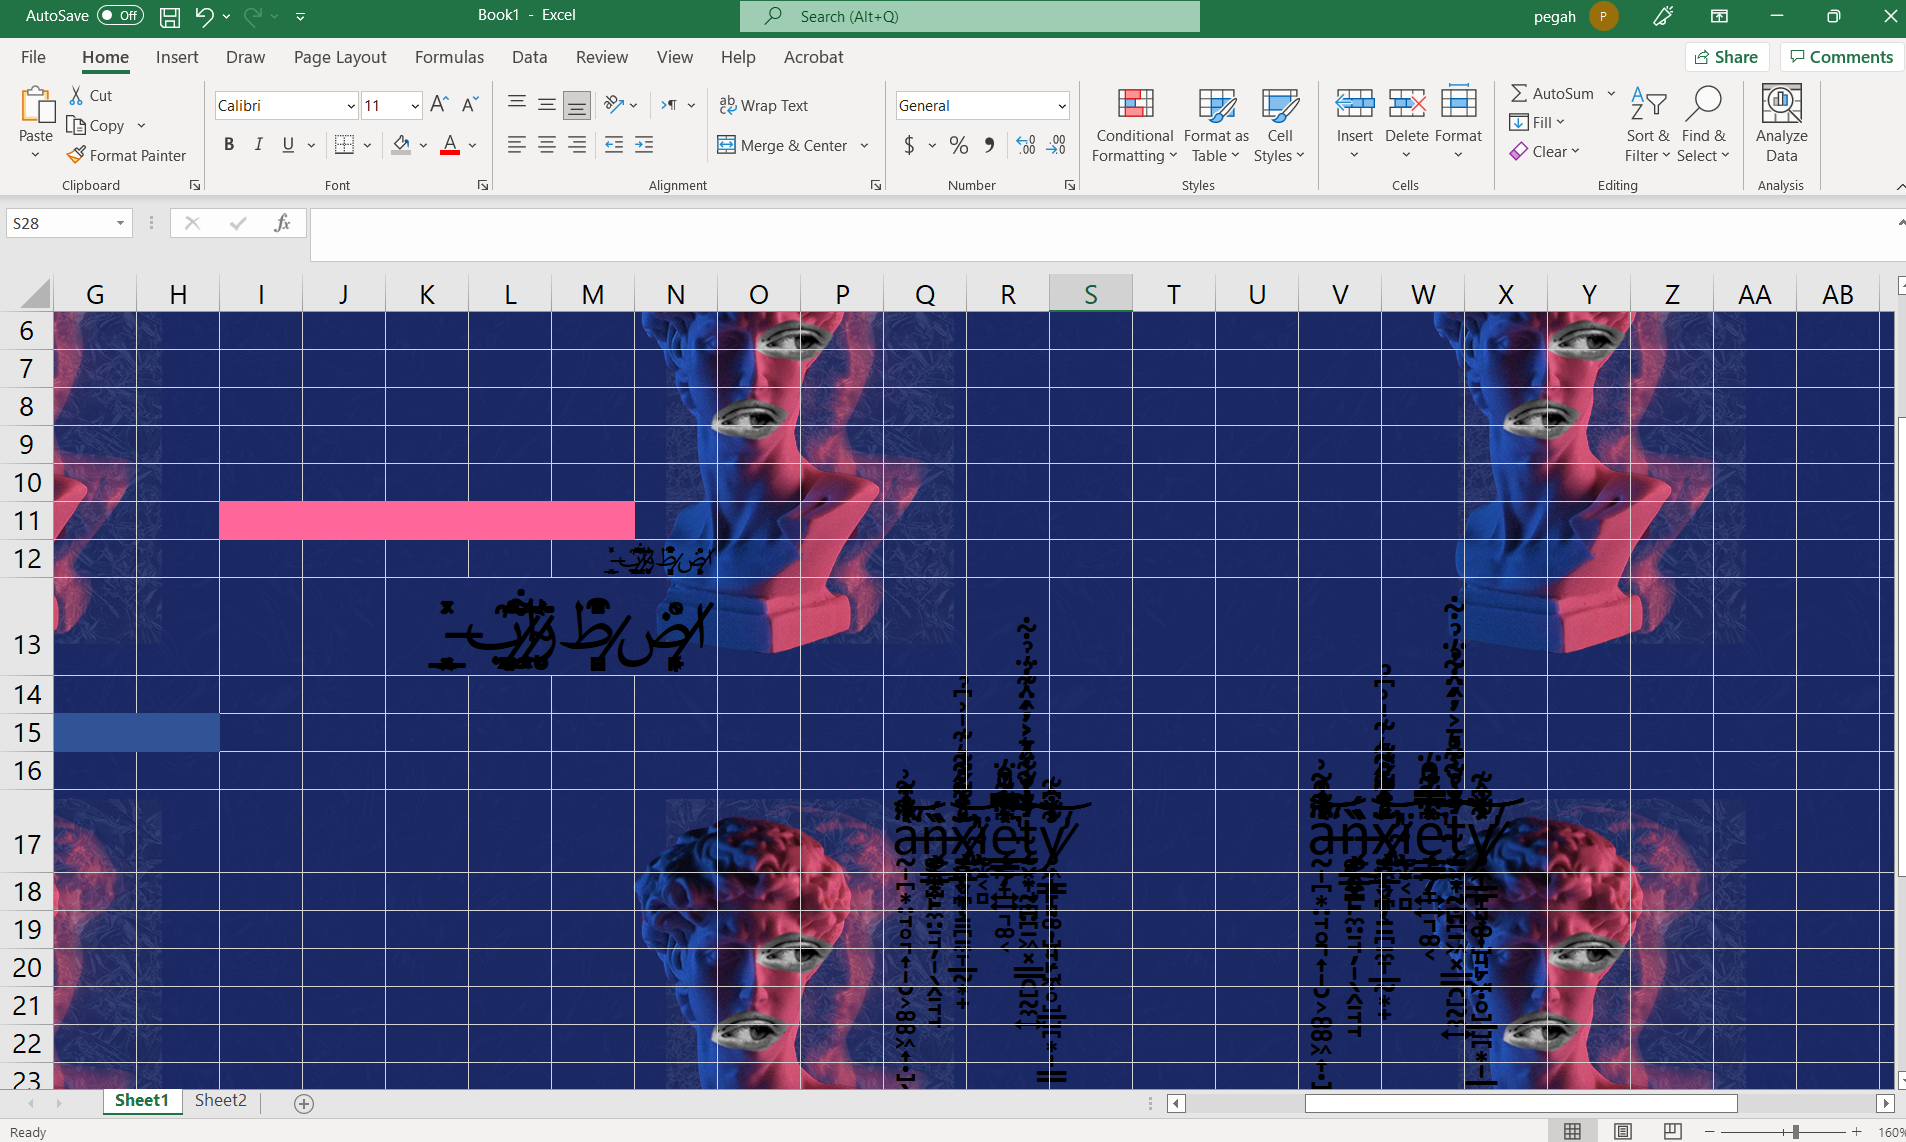 AutoSave Off Book1 - Excel Search (Alt+Q) pegah P
File Home Insert Draw Page Layout Formulas Data Review View Help Acrobat Share Comments
Paste Cut Copy Format Painter
Clipboard
Calibri 11
B I U A
Font
Wrap Text
Merge & Center
Alignment
General
$ %
Number
Conditional Formatting
Format as Table
Cell Styles
Styles
Insert Delete Format
Cells
AutoSum
Fill
Clear
Sort & Filter
Find & Select
Editing
Analyze Data
Analysis
S28 fx
G H I J K L M N O P Q R S T U V W X Y Z AA AB
6
7
8
9
10
11
12
13
14
15
16
17 anxiety anxiety
18
19
20
21
22
23
Sheet1 Sheet2
Ready 160%